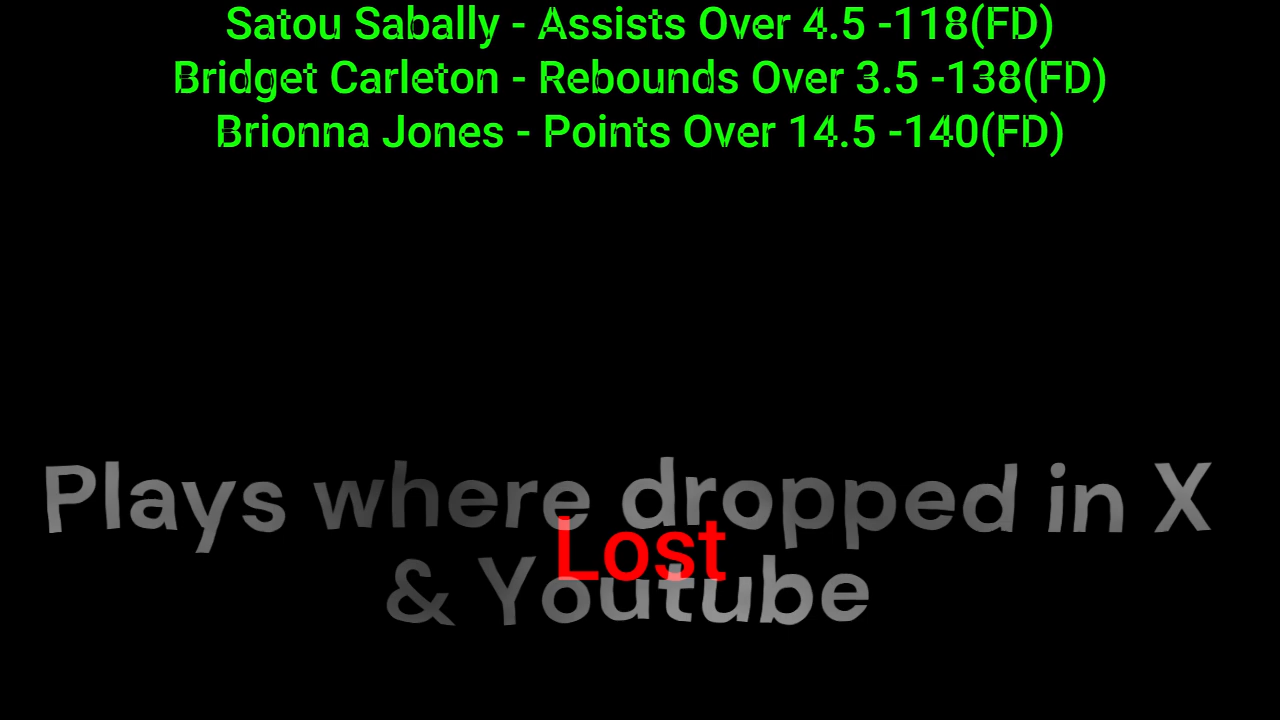 Satou Sabally - Assists Over 4.5 -118(FD)
Bridget Carleton - Rebounds Over 3.5 -138(FD)
Brionna Jones - Points Over 14.5 -140(FD)
Plays where dropped in X
Lost
& Youtube